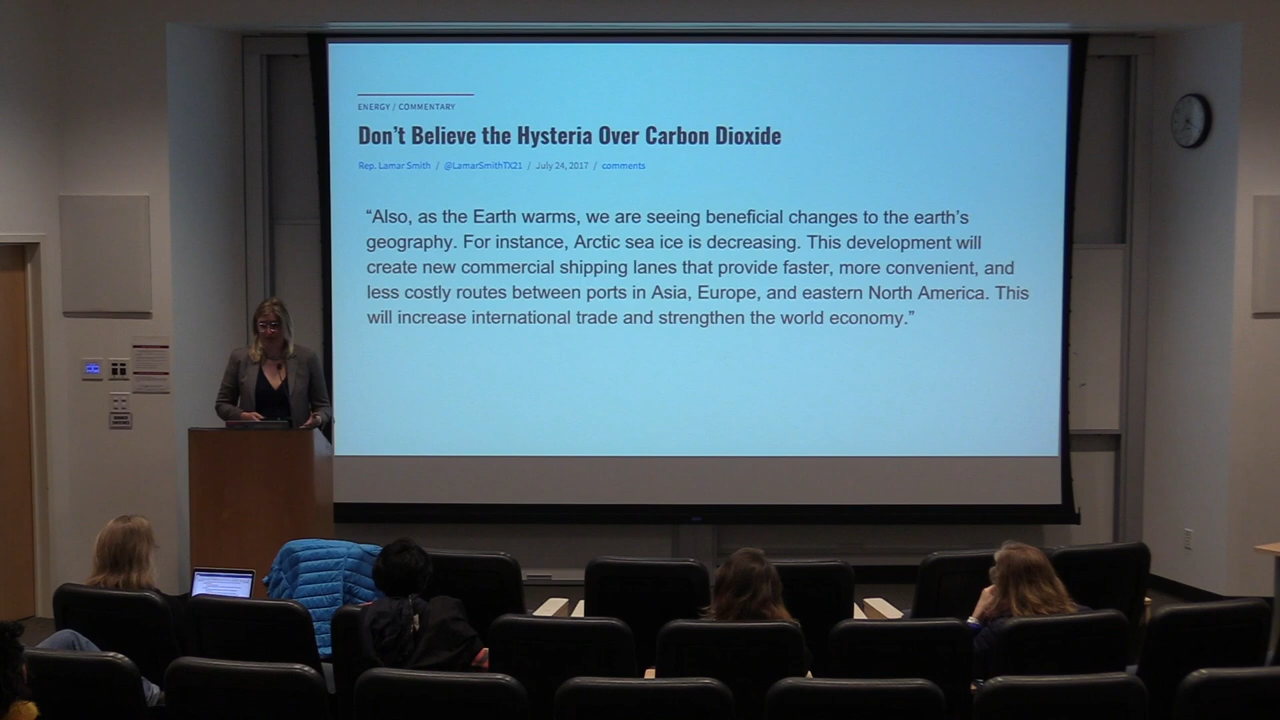 ENERGY / COMMENTARY
Don't Believe the Hysteria Over Carbon Dioxide
Rep. Lamar Smith / @LamarSmithTX21 / July 24, 2017 / comments
“Also, as the Earth warms, we are seeing beneficial changes to the earth's
geography. For instance, Arctic sea ice is decreasing. This development will
create new commercial shipping lanes that provide faster, more convenient, and
less costly routes between ports in Asia, Europe, and eastern North America. This
will increase international trade and strengthen the world economy.”